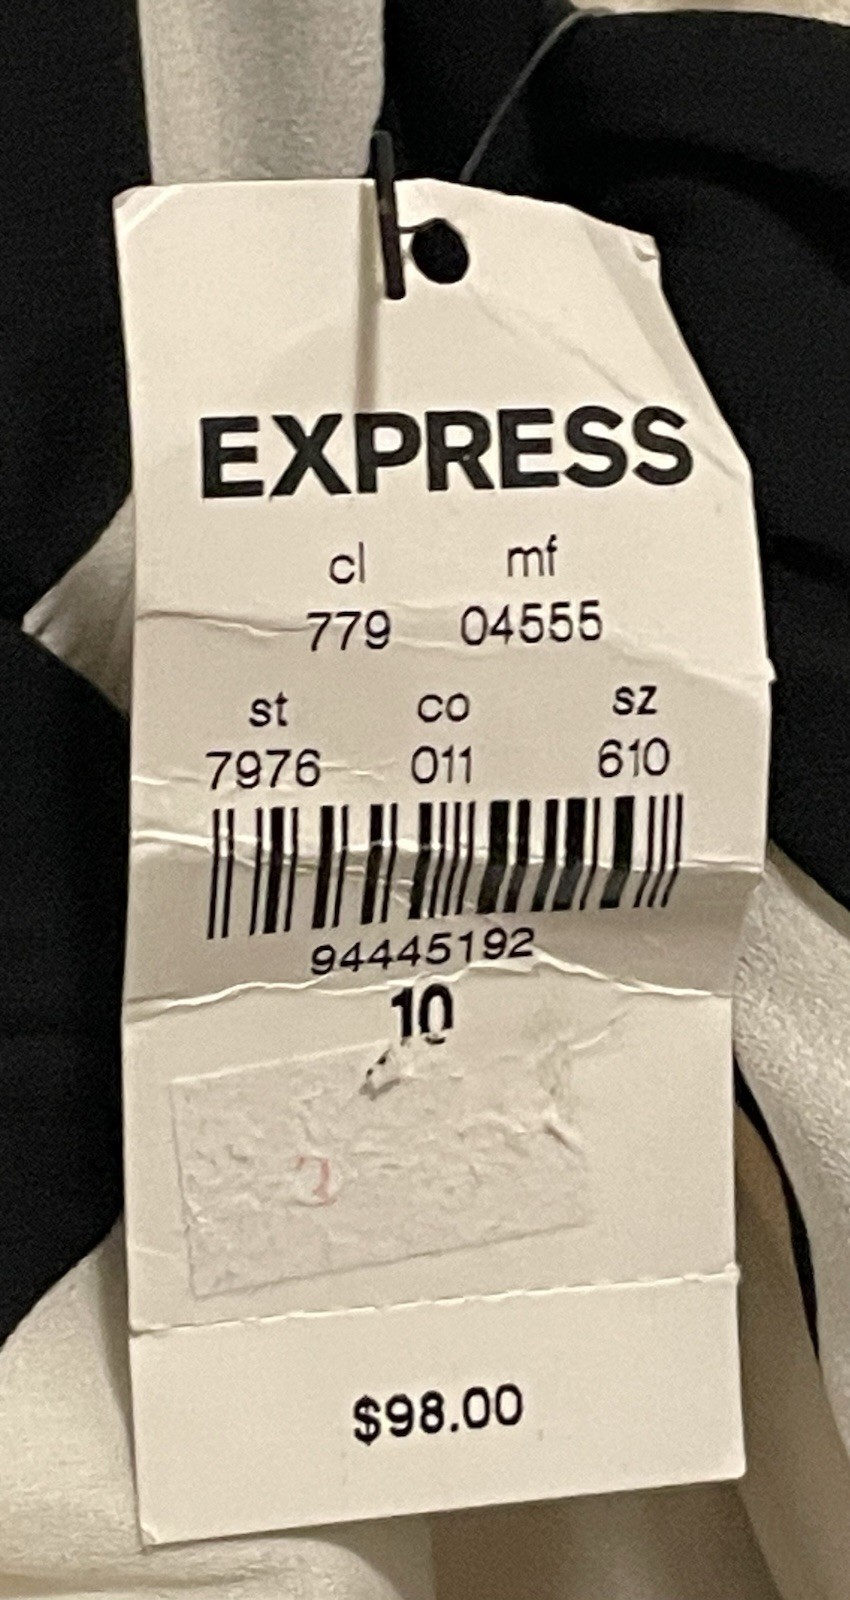 EXPRESS
cl mf
779 04555
st co sz
7976 011 610
94445192
10
$98.00